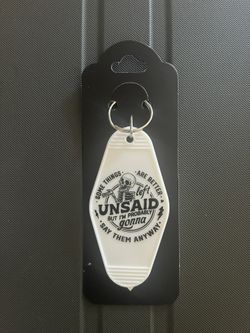 SOME THINGS ARE BETTER
left
UNSAID
BUT I'M PROBABLY
gonna
SAY THEM ANYWAY